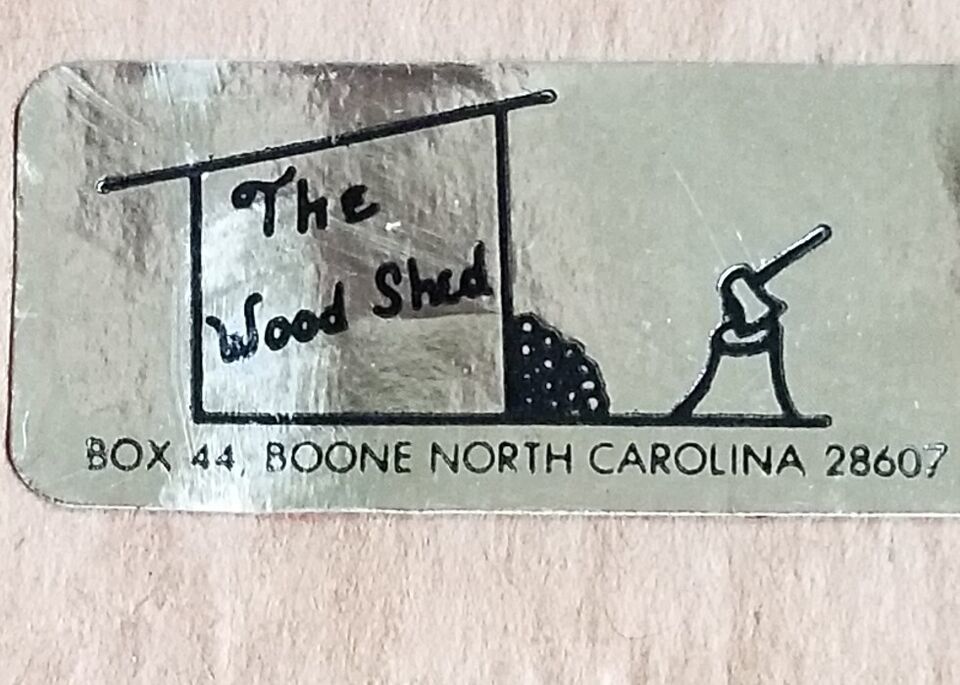 The
Wood Shed
BOX 44, BOONE NORTH CAROLINA 28607